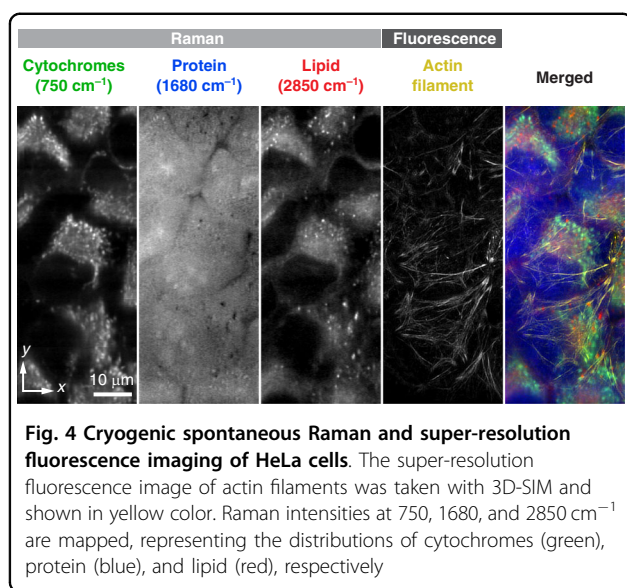 Raman Fluorescence
Cytochromes Protein Lipid Actin
(750 cm⁻¹) (1680 cm⁻¹) (2850 cm⁻¹) filament Merged
y
x
10 μm
Fig. 4 Cryogenic spontaneous Raman and super-resolution
fluorescence imaging of HeLa cells. The super-resolution
fluorescence image of actin filaments was taken with 3D-SIM and
shown in yellow color. Raman intensities at 750, 1680, and 2850 cm⁻¹
are mapped, representing the distributions of cytochromes (green),
protein (blue), and lipid (red), respectively